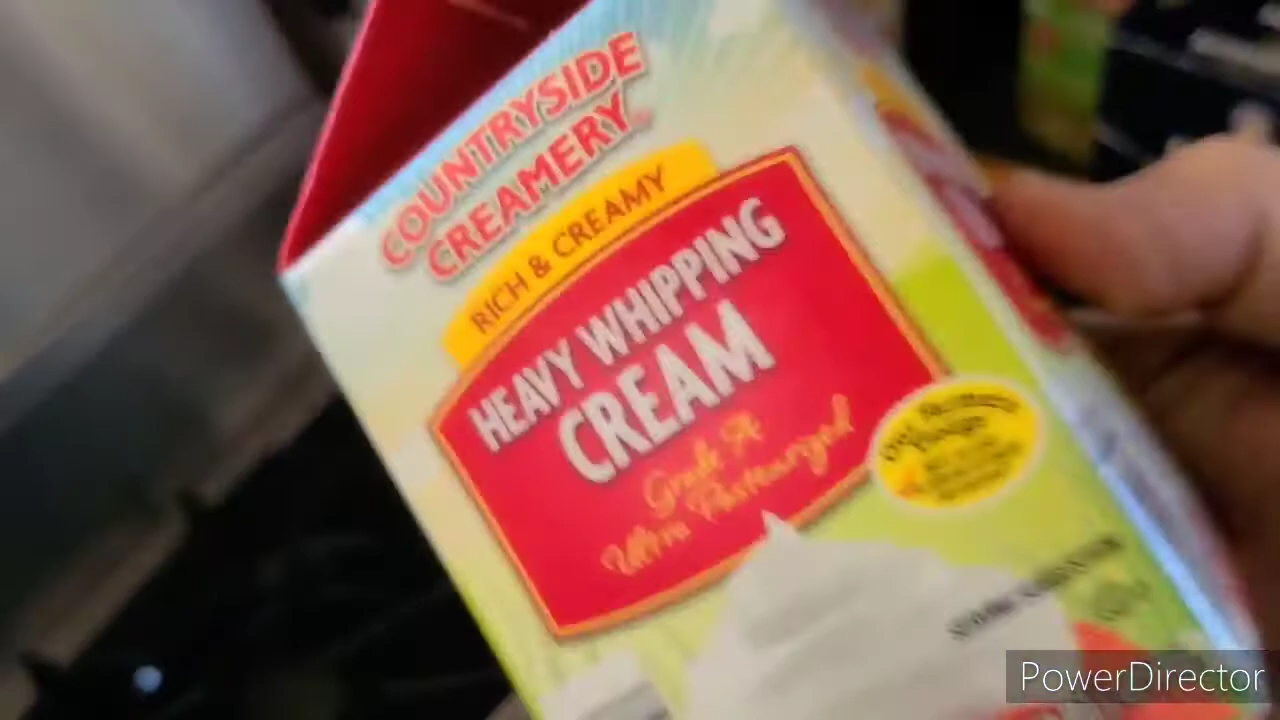 COUNTRYSIDE
CREAMERY
RICH & CREAMY
HEAVY WHIPPING
CREAM
Grade A
Ultra Pasteurized
PowerDirector